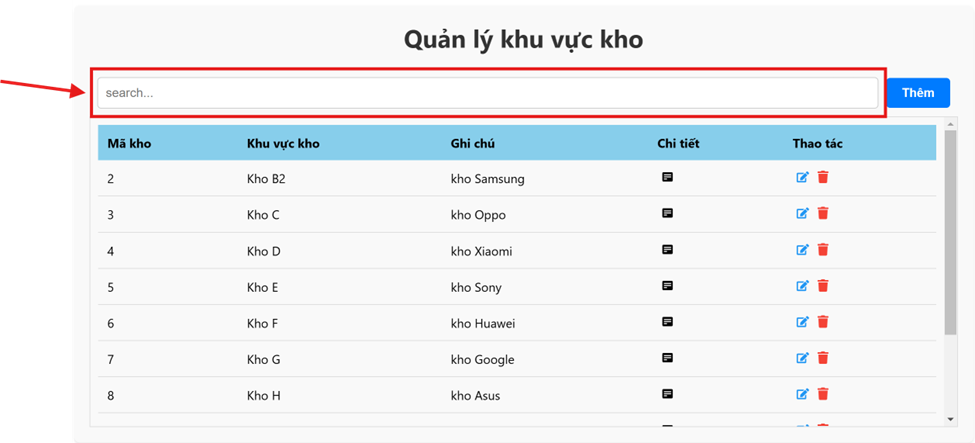 Quản lý khu vực kho
search...
Thêm
Mã kho Khu vực kho Ghi chú Chi tiết Thao tác
2 Kho B2 kho Samsung
3 Kho C kho Oppo
4 Kho D kho Xiaomi
5 Kho E kho Sony
6 Kho F kho Huawei
7 Kho G kho Google
8 Kho H kho Asus